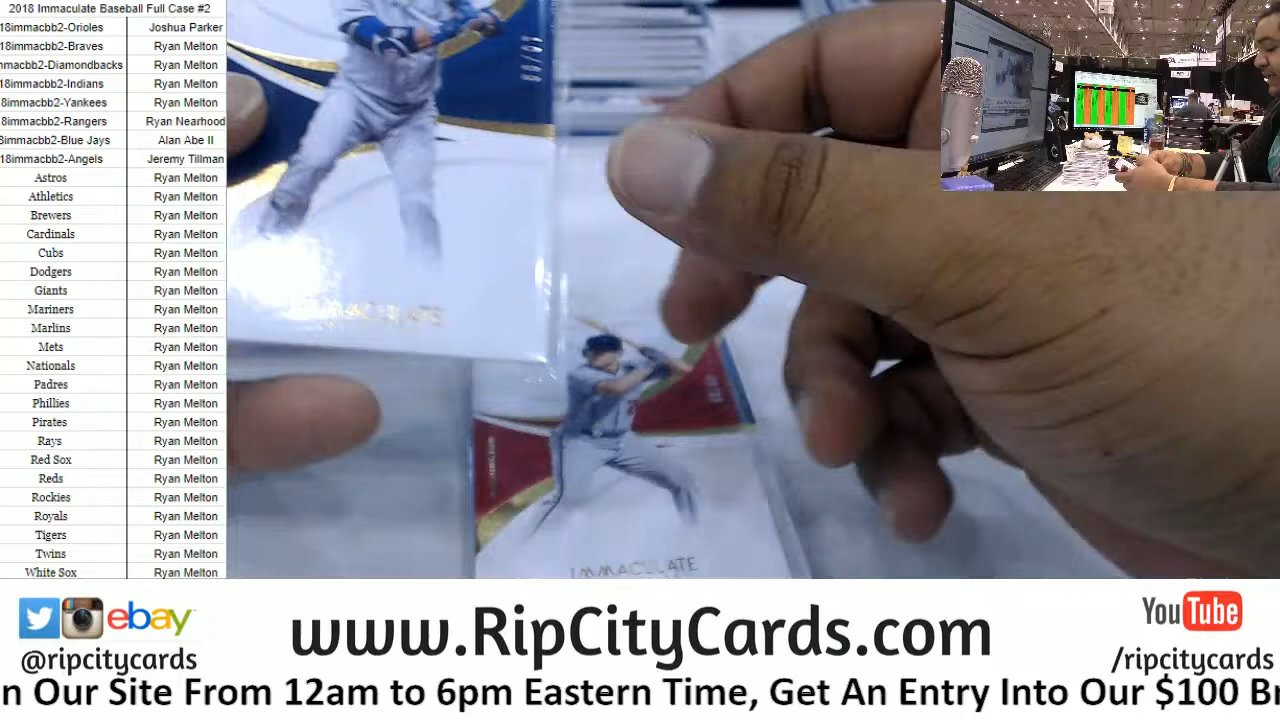 2018 Immaculate Baseball Full Case #2
18immacbb2-Orioles Joshua Parker
18immacbb2-Braves Ryan Melton
mmacbb2-Diamondbacks Ryan Melton
18immacbb2-Indians Ryan Melton
8immacbb2-Yankees Ryan Melton
8immacbb2-Rangers Ryan Nearhood
8immacbb2-Blue Jays Alan Abe II
18immacbb2-Angels Jeremy Tillman
Astros Ryan Melton
Athletics Ryan Melton
Brewers Ryan Melton
Cardinals Ryan Melton
Cubs Ryan Melton
Dodgers Ryan Melton
Giants Ryan Melton
Mariners Ryan Melton
Marlins Ryan Melton
Mets Ryan Melton
Nationals Ryan Melton
Padres Ryan Melton
Phillies Ryan Melton
Pirates Ryan Melton
Rays Ryan Melton
Red Sox Ryan Melton
Reds Ryan Melton
Rockies Ryan Melton
Royals Ryan Melton
Tigers Ryan Melton
Twins Ryan Melton
White Sox Ryan Melton
IMMACULATE
ebay
@ripcitycards
www.RipCityCards.com
YouTube
/ripcitycards
n Our Site From 12am to 6pm Eastern Time, Get An Entry Into Our $100 Br